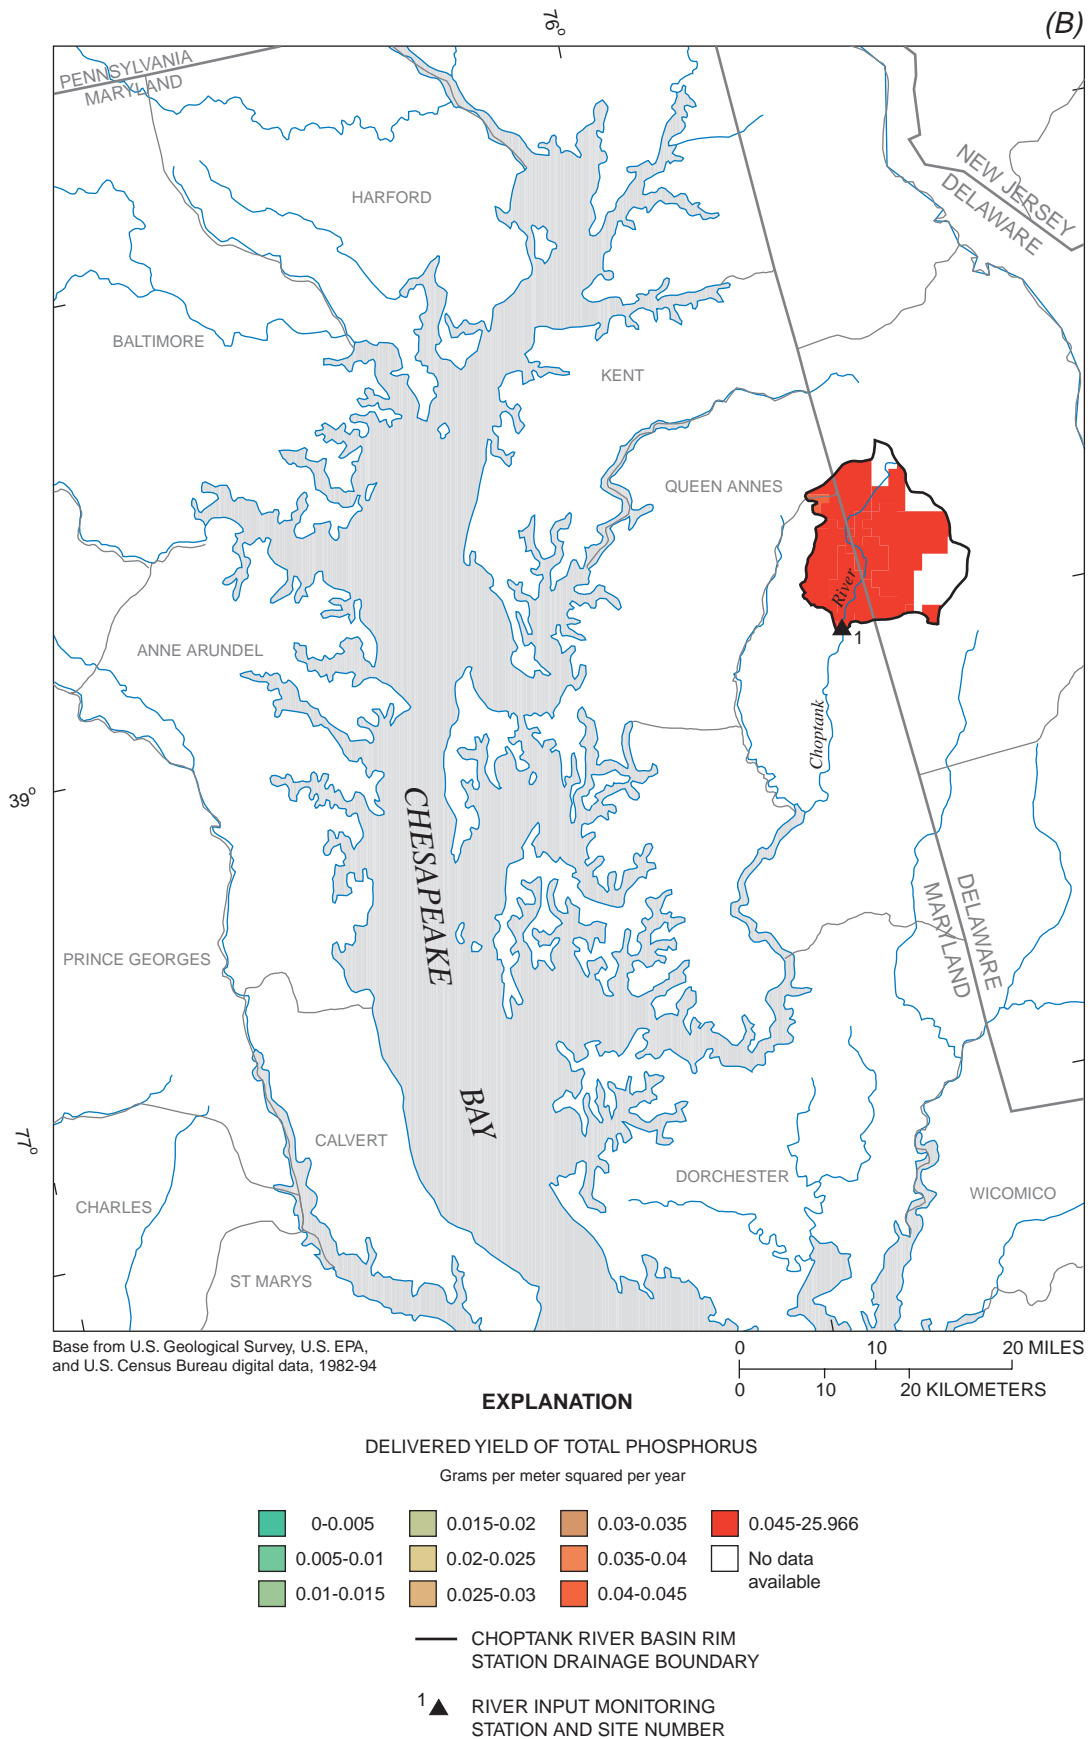 (B)
76°
PENNSYLVANIA
MARYLAND
NEW JERSEY
DELAWARE
HARFORD
BALTIMORE
KENT
QUEEN ANNES
River
1
ANNE ARUNDEL
Choptank
39°
CHESAPEAKE
BAY
DELAWARE
MARYLAND
PRINCE GEORGES
77°
CALVERT
DORCHESTER
CHARLES
WICOMICO
ST MARYS
Base from U.S. Geological Survey, U.S. EPA,
and U.S. Census Bureau digital data, 1982-94
0 10 20 MILES
0 10 20 KILOMETERS
EXPLANATION
DELIVERED YIELD OF TOTAL PHOSPHORUS
Grams per meter squared per year
0-0.005 0.015-0.02 0.03-0.035 0.045-25.966
0.005-0.01 0.02-0.025 0.035-0.04 No data
available
0.01-0.015 0.025-0.03 0.04-0.045
CHOPTANK RIVER BASIN RIM
STATION DRAINAGE BOUNDARY
1 RIVER INPUT MONITORING
STATION AND SITE NUMBER